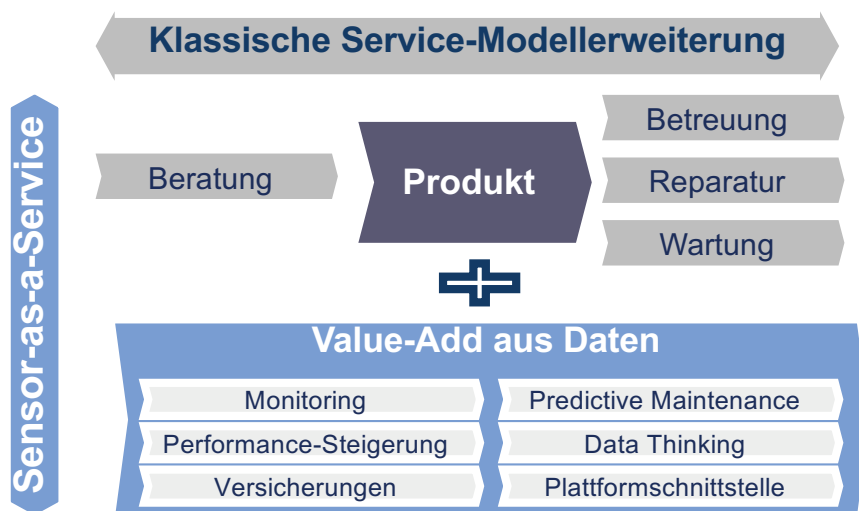 Klassische Service-Modellerweiterung
Sensor-as-a-Service
Beratung
Produkt
Betreuung
Reparatur
Wartung
Value-Add aus Daten
Monitoring
Predictive Maintenance
Performance-Steigerung
Data Thinking
Versicherungen
Plattformschnittstelle